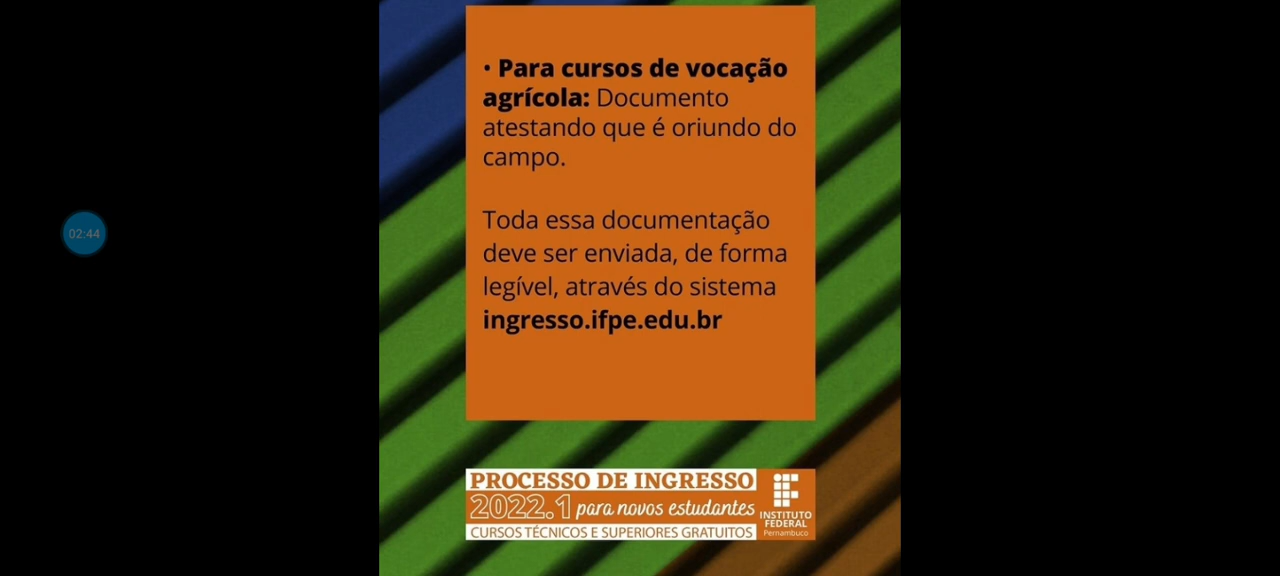 02:44
• Para cursos de vocação
agrícola: Documento
atestando que é oriundo do
campo.
Toda essa documentação
deve ser enviada, de forma
legível, através do sistema
ingresso.ifpe.edu.br
PROCESSO DE INGRESSO
2022.1 para novos estudantes
CURSOS TÉCNICOS E SUPERIORES GRATUITOS
INSTITUTO
FEDERAL
Pernambuco